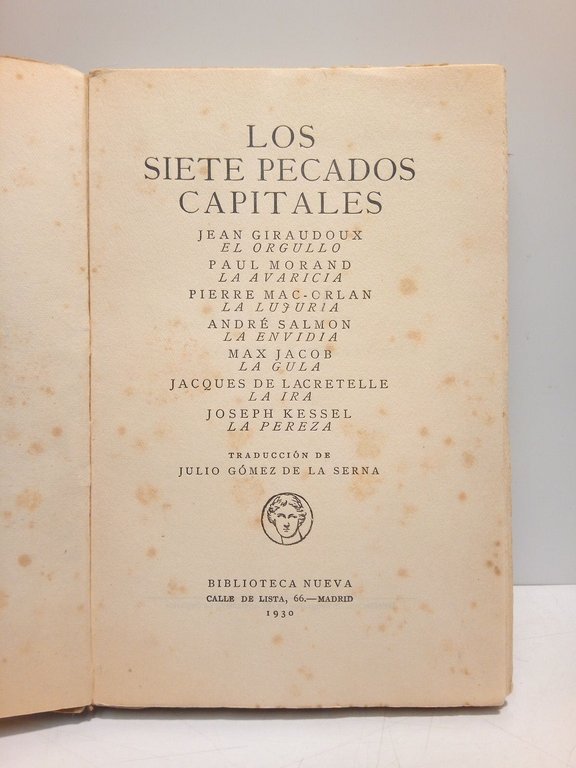 LOS
SIETE PECADOS
CAPITALES
JEAN GIRAUDOUX
EL ORGULLO
PAUL MORAND
LA AVARICIA
PIERRE MAC-ORLAN
LA LUJURIA
ANDRÉ SALMON
LA ENVIDIA
MAX JACOB
LA GULA
JACQUES DE LACRETELLE
LA IRA
JOSEPH KESSEL
LA PEREZA
TRADUCCIÓN DE
JULIO GÓMEZ DE LA SERNA
BIBLIOTECA NUEVA
CALLE DE LISTA, 66.—MADRID
1930